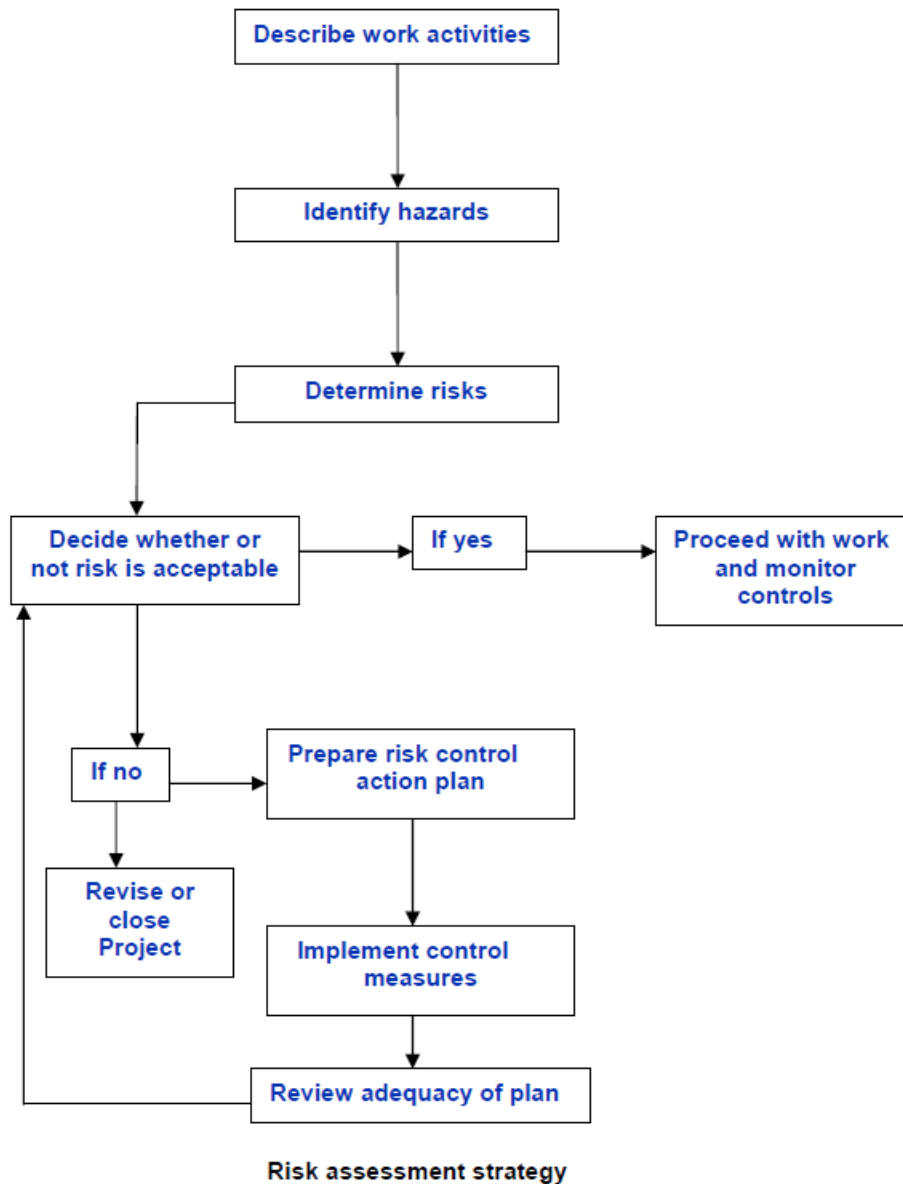 Describe work activities
Identify hazards
Determine risks
Decide whether or
not risk is acceptable
If yes
Proceed with work
and monitor
controls
If no
Prepare risk control
action plan
Revise or
close
Project
Implement control
measures
Review adequacy of plan
Risk assessment strategy